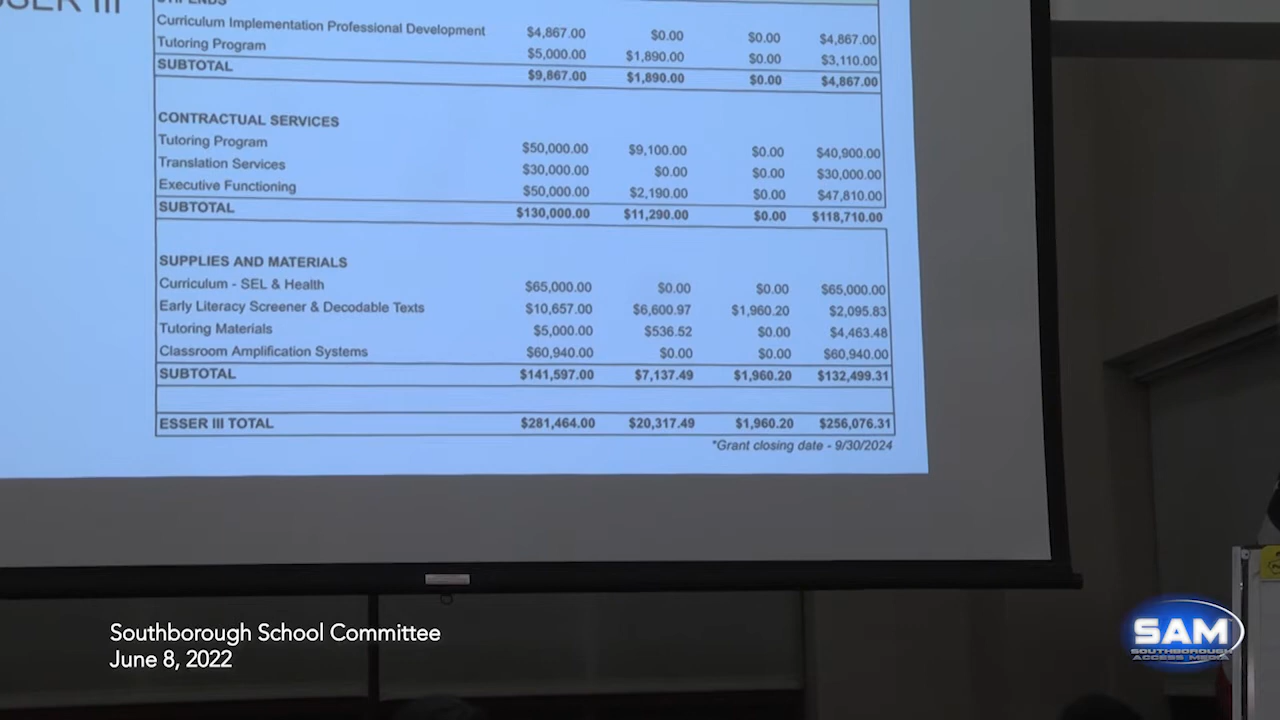 ESSER III
STIPENDS
Curriculum Implementation Professional Development $4,867.00 $0.00 $0.00 $4,867.00
Tutoring Program $5,000.00 $1,890.00 $0.00 $3,110.00
SUBTOTAL $9,867.00 $1,890.00 $0.00 $4,867.00
CONTRACTUAL SERVICES
Tutoring Program $50,000.00 $9,100.00 $0.00 $40,900.00
Translation Services $30,000.00 $0.00 $0.00 $30,000.00
Executive Functioning $50,000.00 $2,190.00 $0.00 $47,810.00
SUBTOTAL $130,000.00 $11,290.00 $0.00 $118,710.00
SUPPLIES AND MATERIALS
Curriculum - SEL & Health $65,000.00 $0.00 $0.00 $65,000.00
Early Literacy Screener & Decodable Texts $10,657.00 $6,600.97 $1,960.20 $2,095.83
Tutoring Materials $5,000.00 $536.52 $0.00 $4,463.48
Classroom Amplification Systems $60,940.00 $0.00 $0.00 $60,940.00
SUBTOTAL $141,597.00 $7,137.49 $1,960.20 $132,499.31
ESSER III TOTAL $281,464.00 $20,317.49 $1,960.20 $256,076.31
*Grant closing date - 9/30/2024
Southborough School Committee
June 8, 2022
SAM
SOUTHBOROUGH
ACCESS MEDIA